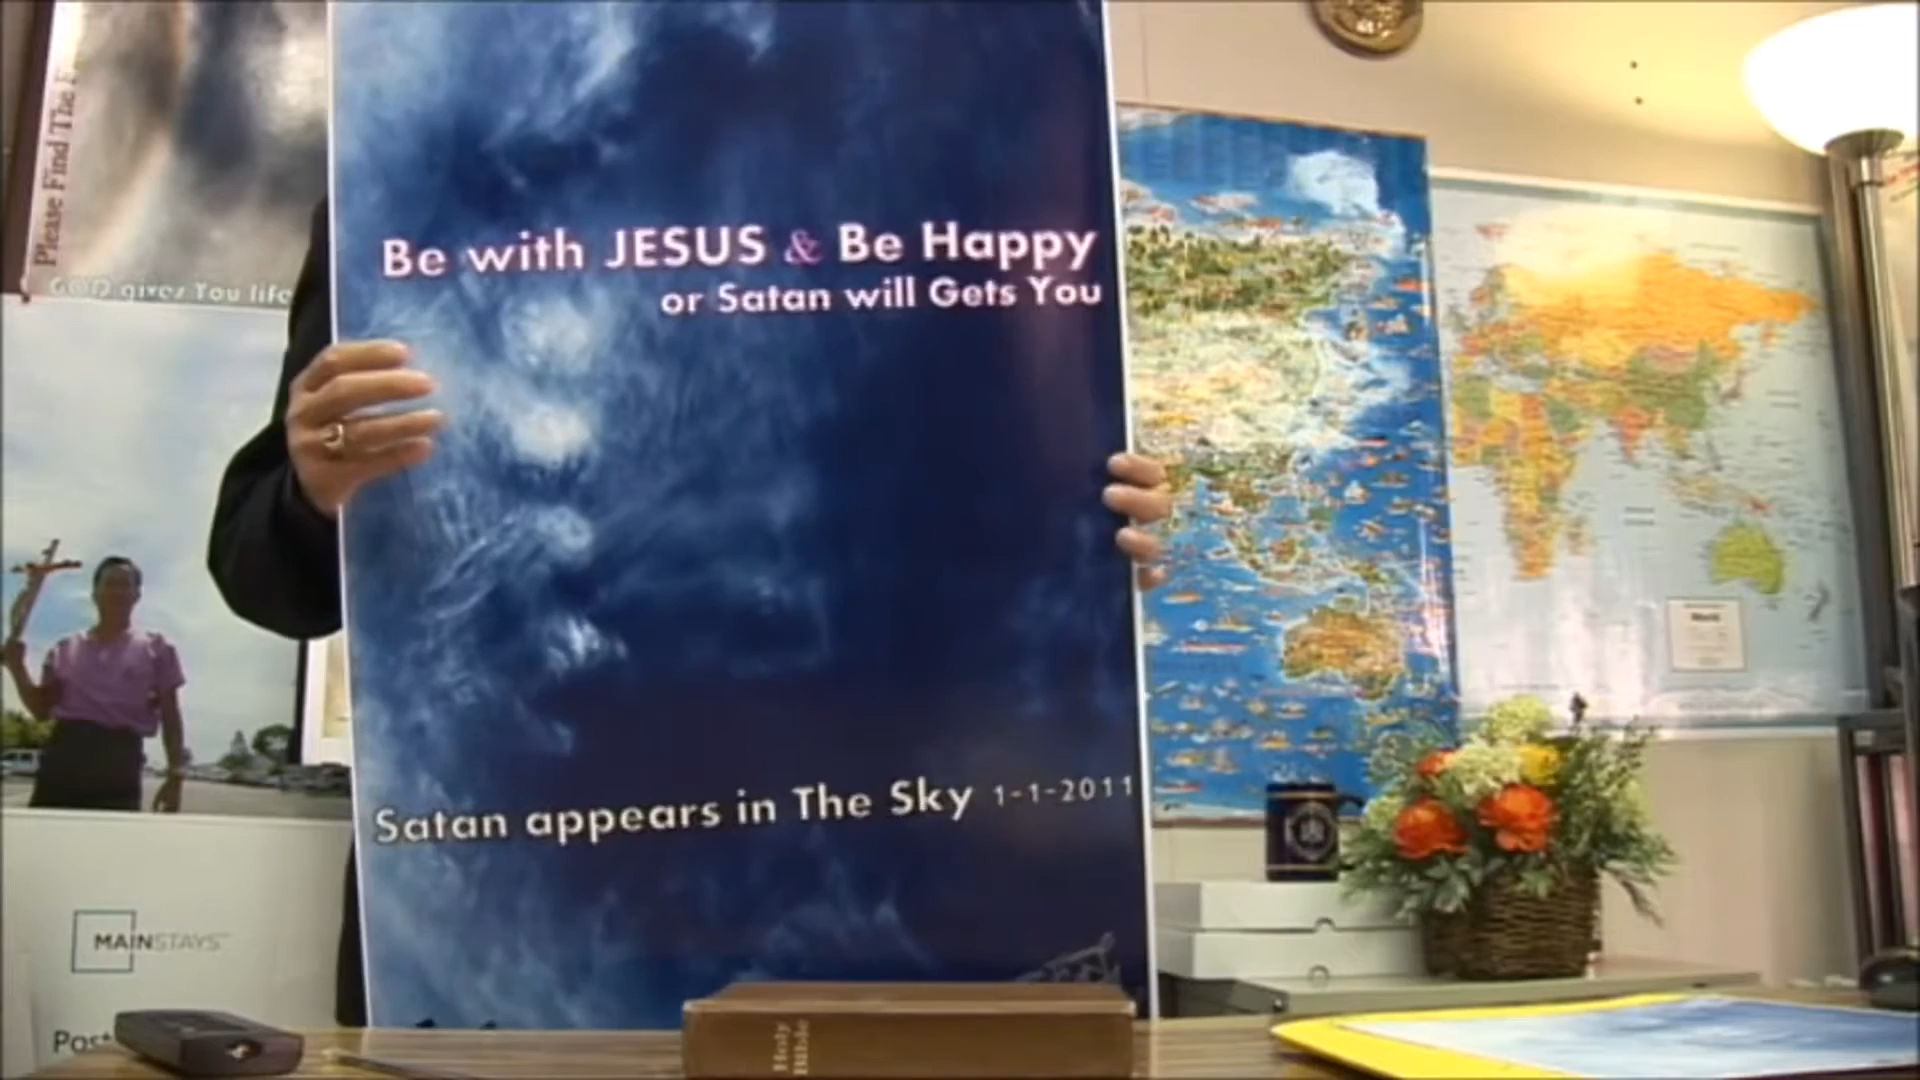 Please Find The
GOD gives You life
Be with JESUS & Be Happy
or Satan will Gets You
Satan appears in The Sky 1-1-2011
MAINSTAYS
Holy
Bible